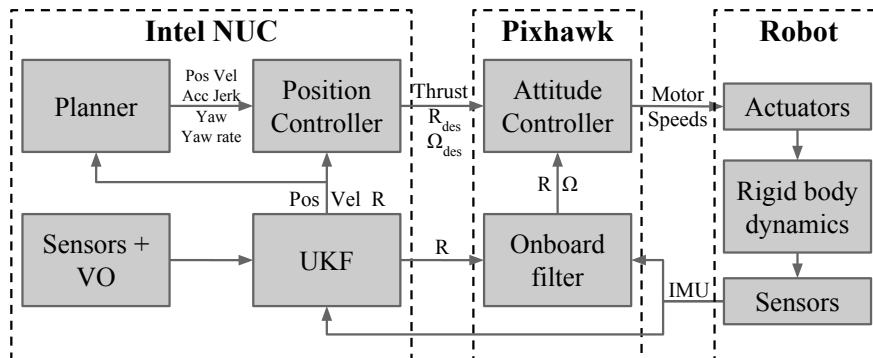 Intel NUC
Pixhawk
Robot
Planner
Pos Vel
Acc Jerk
Yaw
Yaw rate
Position
Controller
Thrust
R_des
Ω_des
Attitude
Controller
Motor
Speeds
Actuators
Rigid body
dynamics
Pos Vel R
R Ω
Sensors +
VO
UKF
R
Onboard
filter
IMU
Sensors